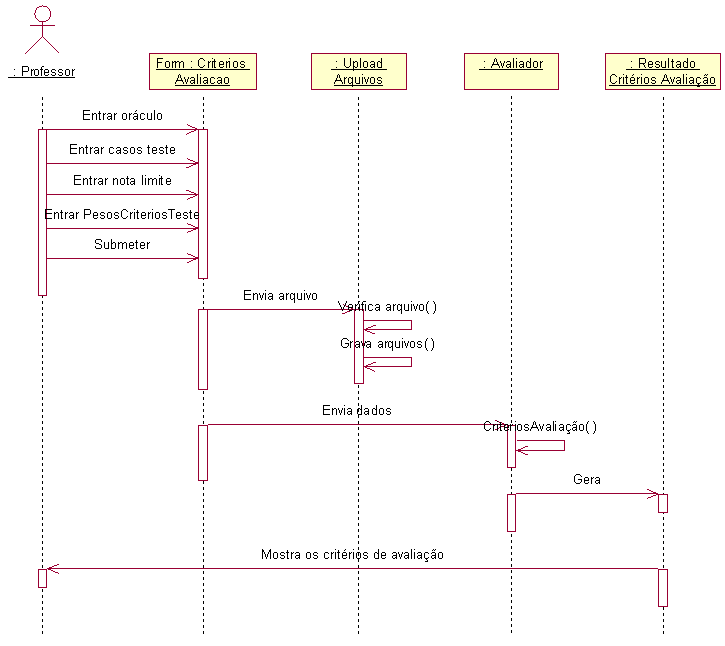 : Professor
Form : Criterios
Avaliacao
: Upload
Arquivos
: Avaliador
: Resultado
Critérios Avaliação
Entrar oráculo
Entrar casos teste
Entrar nota limite
Entrar PesosCriteriosTeste
Submeter
Envia arquivo
Verifica arquivo( )
Grava arquivos( )
Envia dados
CriteriosAvaliação( )
Gera
Mostra os critérios de avaliação